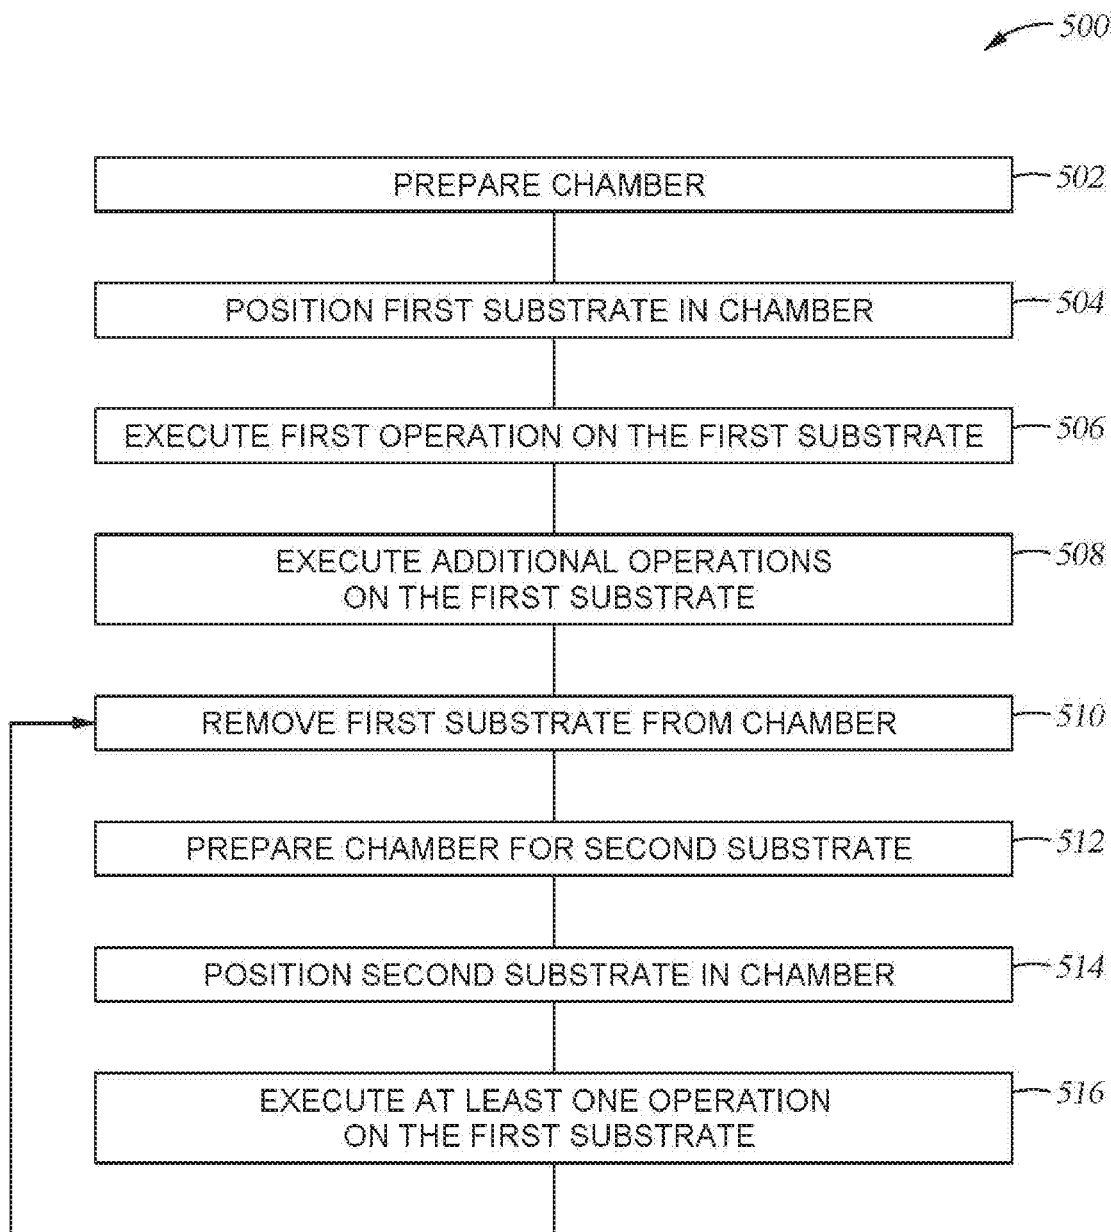 500
PREPARE CHAMBER
502
POSITION FIRST SUBSTRATE IN CHAMBER
504
EXECUTE FIRST OPERATION ON THE FIRST SUBSTRATE
506
EXECUTE ADDITIONAL OPERATIONS
ON THE FIRST SUBSTRATE
508
REMOVE FIRST SUBSTRATE FROM CHAMBER
510
PREPARE CHAMBER FOR SECOND SUBSTRATE
512
POSITION SECOND SUBSTRATE IN CHAMBER
514
EXECUTE AT LEAST ONE OPERATION
ON THE FIRST SUBSTRATE
516